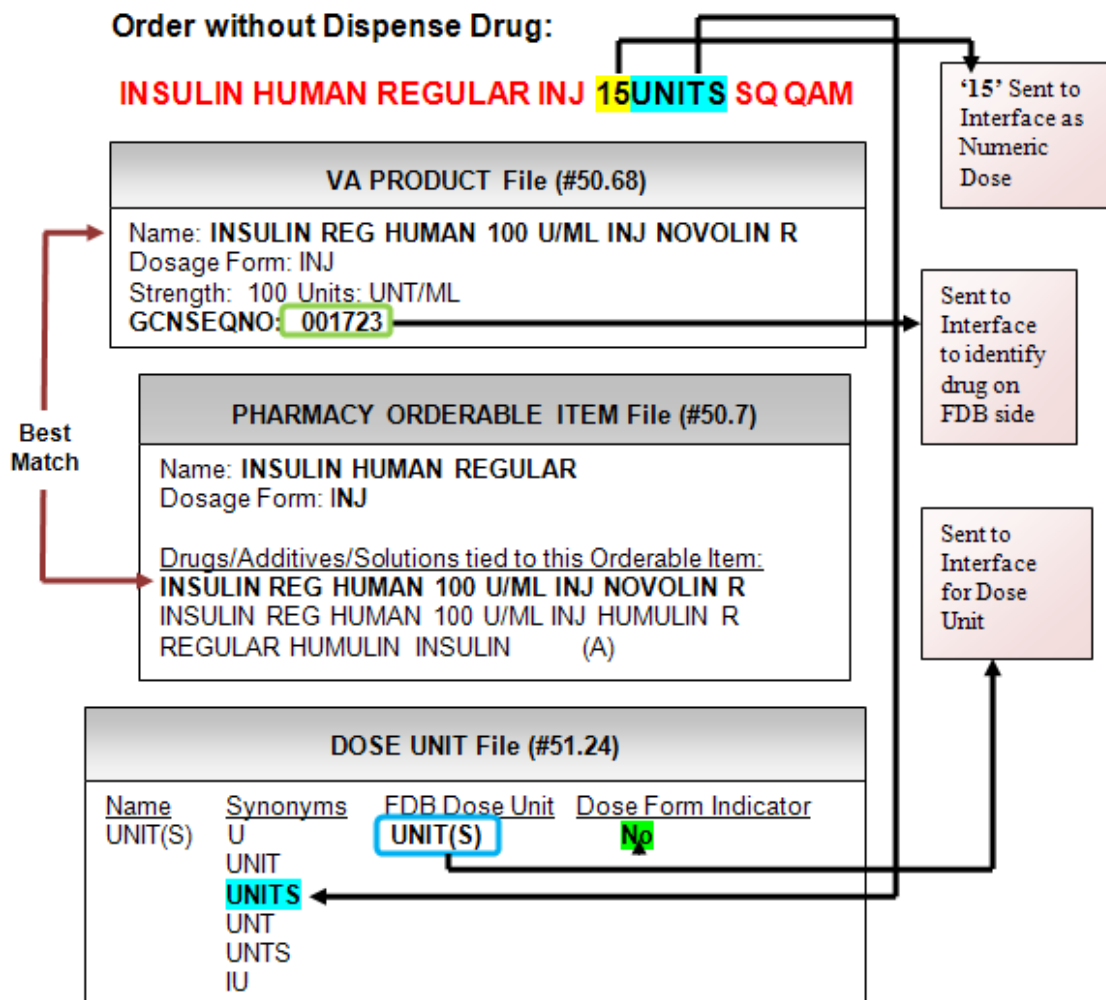 Order without Dispense Drug:
INSULIN HUMAN REGULAR INJ 15UNITS SQ QAM
‘15’ Sent to
Interface as
Numeric
Dose
VA PRODUCT File (#50.68)
Name: INSULIN REG HUMAN 100 U/ML INJ NOVOLIN R
Dosage Form: INJ
Strength: 100 Units: UNT/ML
GCNSEQNO: 001723
Sent to
Interface
to identify
drug on
FDB side
Best
Match
PHARMACY ORDERABLE ITEM File (#50.7)
Name: INSULIN HUMAN REGULAR
Dosage Form: INJ
Drugs/Additives/Solutions tied to this Orderable Item:
INSULIN REG HUMAN 100 U/ML INJ NOVOLIN R
INSULIN REG HUMAN 100 U/ML INJ HUMULIN R
REGULAR HUMULIN INSULIN (A)
Sent to
Interface
for Dose
Unit
DOSE UNIT File (#51.24)
Name Synonyms FDB Dose Unit Dose Form Indicator
UNIT(S) U UNIT(S) No
UNIT
UNITS
UNT
UNTS
IU